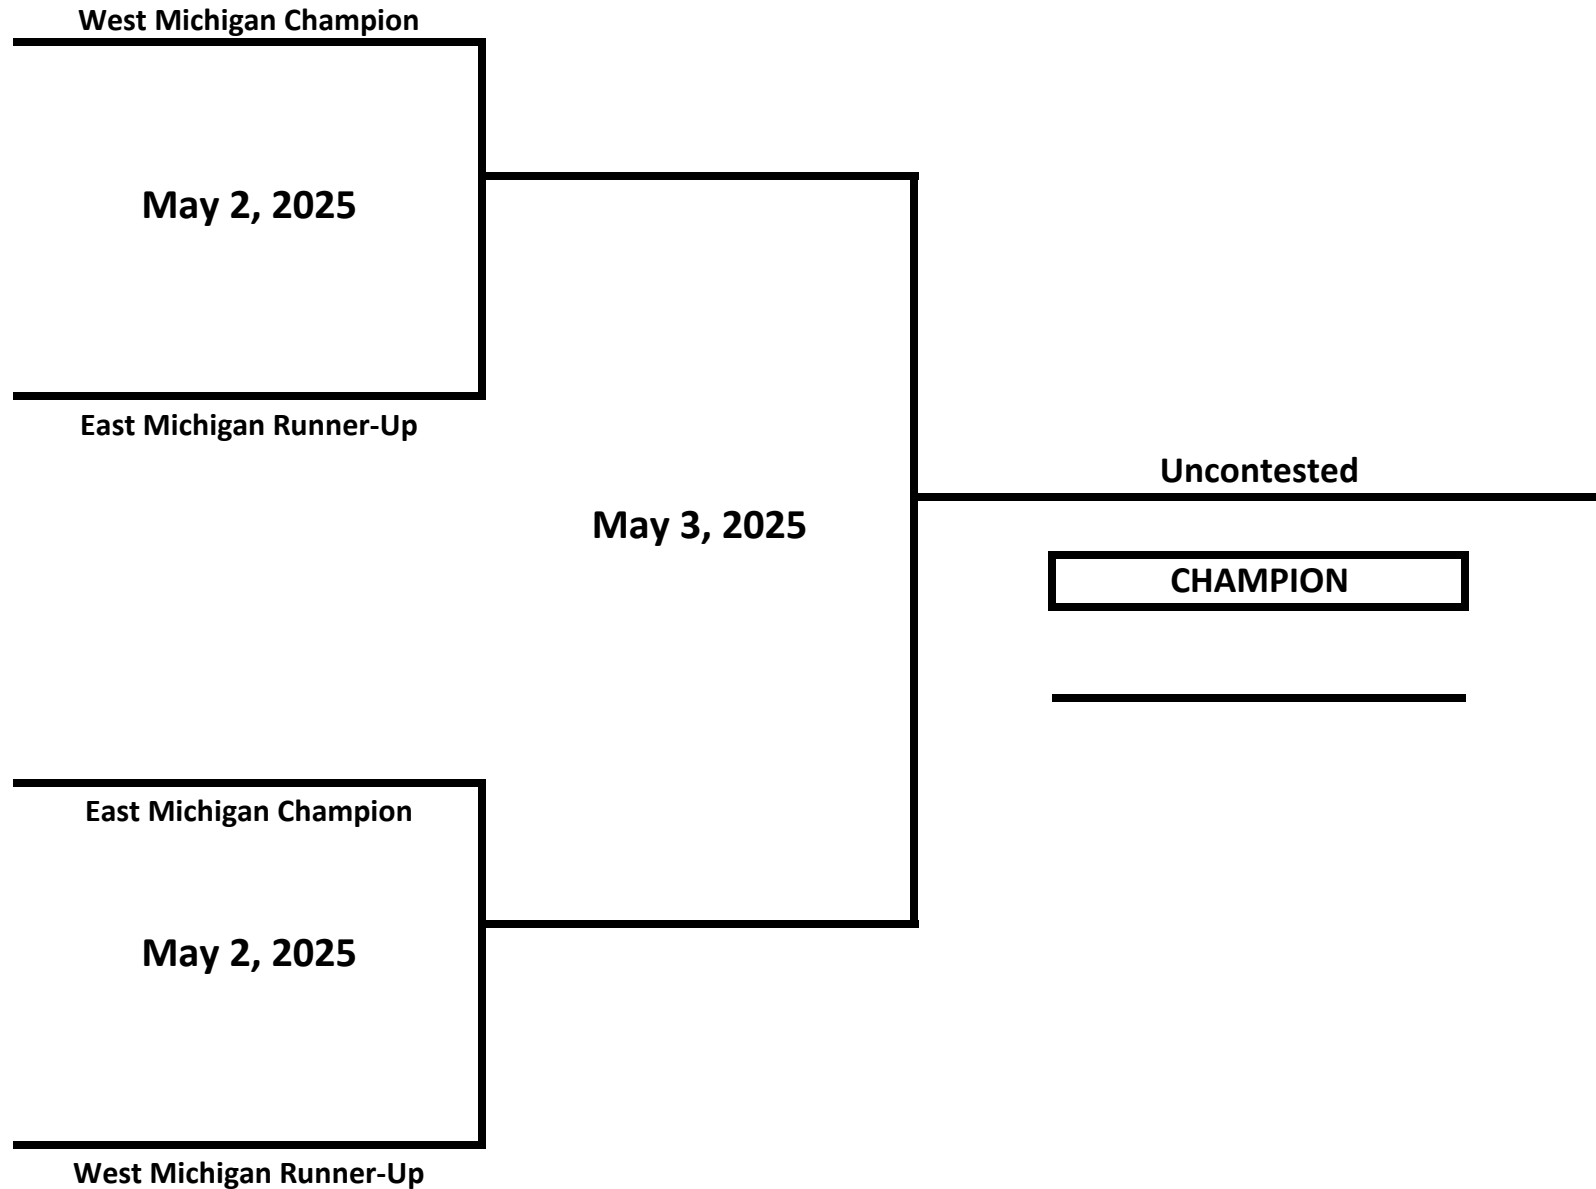 West Michigan Champion
May 2, 2025
East Michigan Runner-Up
Uncontested
May 3, 2025
CHAMPION
East Michigan Champion
May 2, 2025
West Michigan Runner-Up